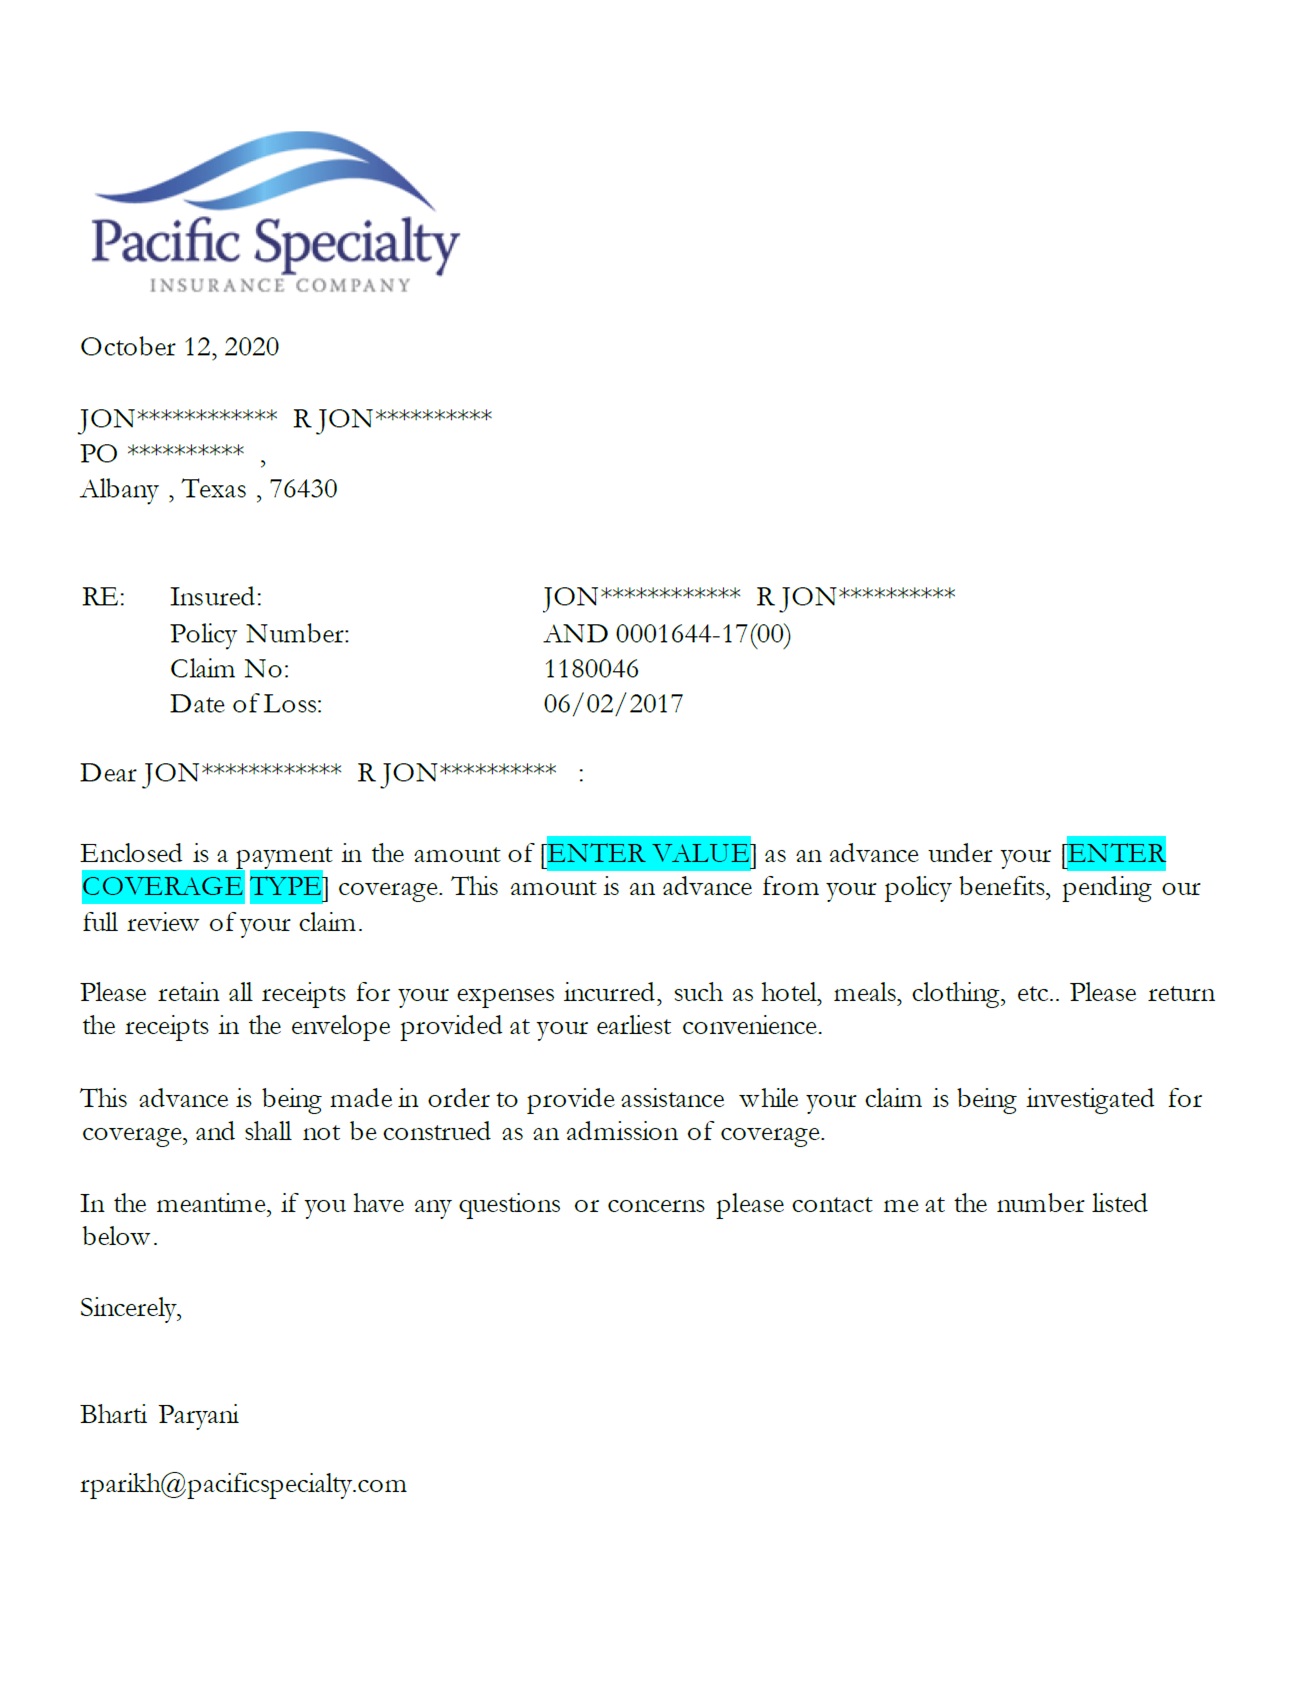 Pacific Specialty
INSURANCE COMPANY
October 12, 2020
JON************ R JON**********
PO ********** ,
Albany , Texas , 76430
RE: Insured: JON************ R JON**********
Policy Number: AND 0001644-17(00)
Claim No: 1180046
Date of Loss: 06/02/2017
Dear JON************ R JON********** :
Enclosed is a payment in the amount of [ENTER VALUE] as an advance under your [ENTER
COVERAGE TYPE] coverage. This amount is an advance from your policy benefits, pending our
full review of your claim.
Please retain all receipts for your expenses incurred, such as hotel, meals, clothing, etc.. Please return
the receipts in the envelope provided at your earliest convenience.
This advance is being made in order to provide assistance while your claim is being investigated for
coverage, and shall not be construed as an admission of coverage.
In the meantime, if you have any questions or concerns please contact me at the number listed
below.
Sincerely,
Bharti Paryani
rparikh@pacificspecialty.com